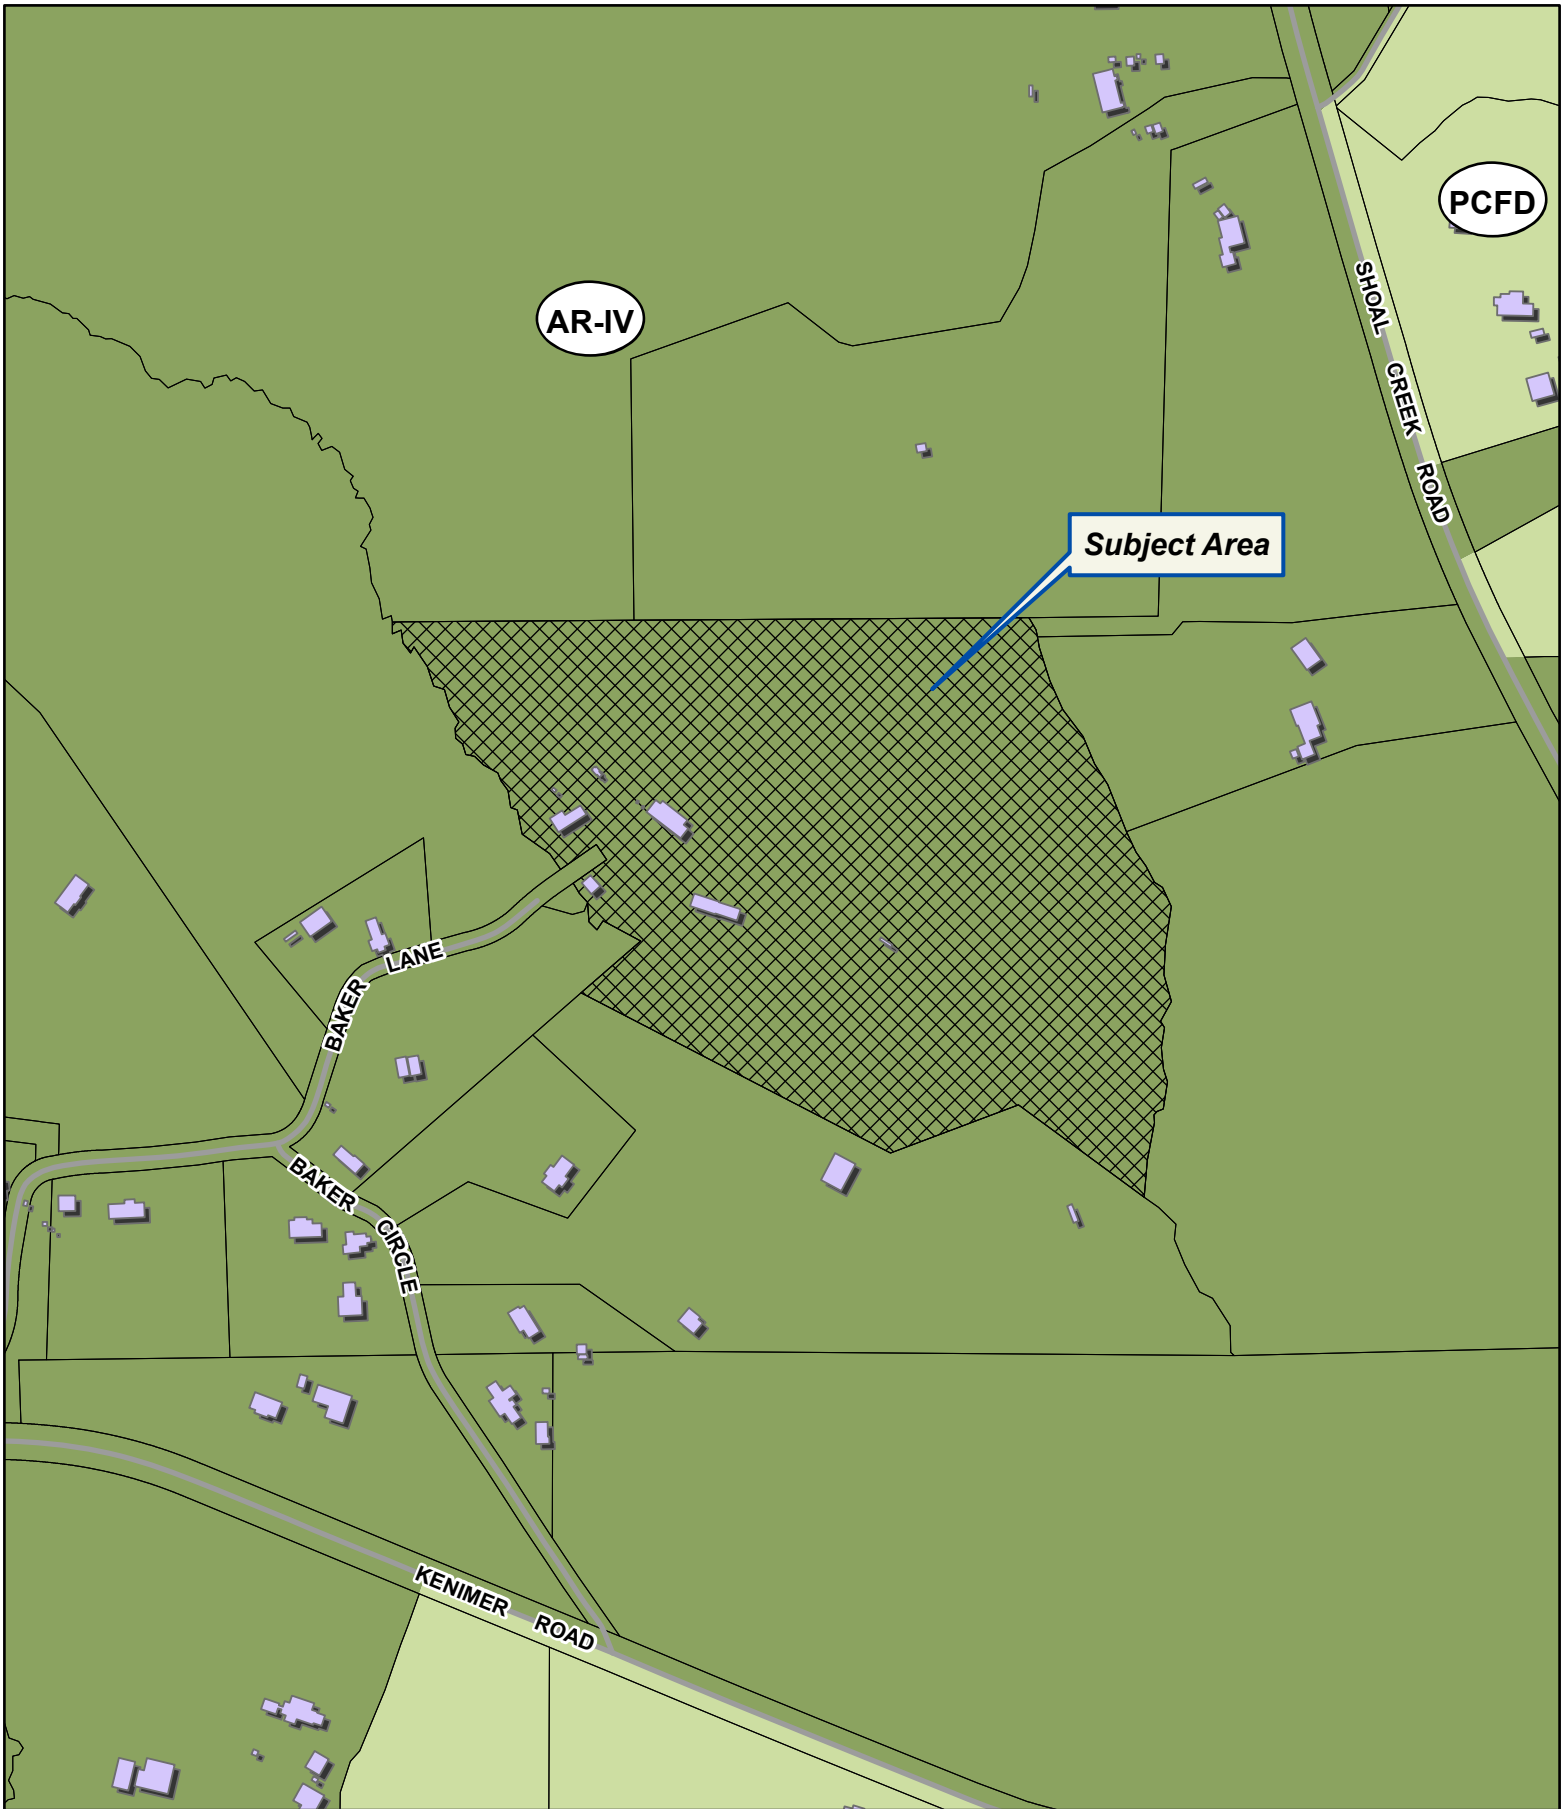 PCFD
AR-IV
SHOAL CREEK ROAD
Subject Area
BAKER LANE
BAKER CIRCLE
KENIMER ROAD